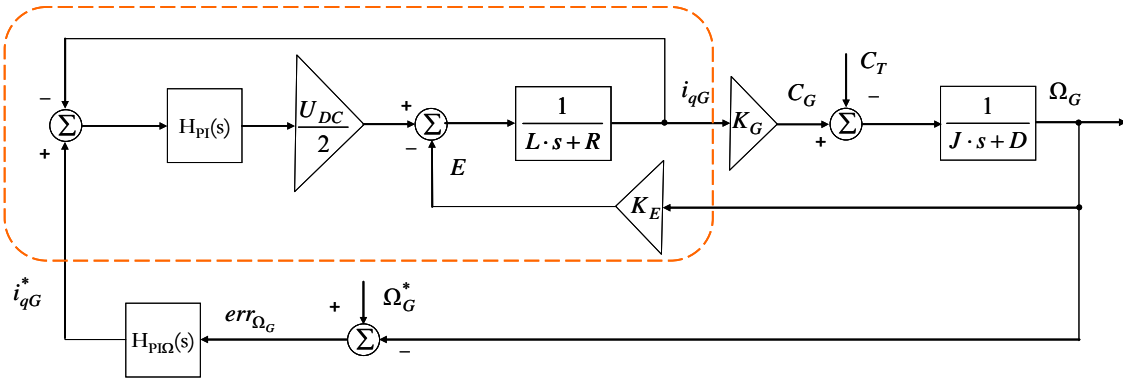 −
Σ
+
H_PI(s)
U_DC
2
+
−
Σ
E
1
L·s+R
i_qG
K_G
K_E
C_G
C_T
+
−
Σ
1
J·s+D
Ω_G
i*_qG
H_PIΩ(s)
err_Ω_G
+
Ω*_G
Σ
−